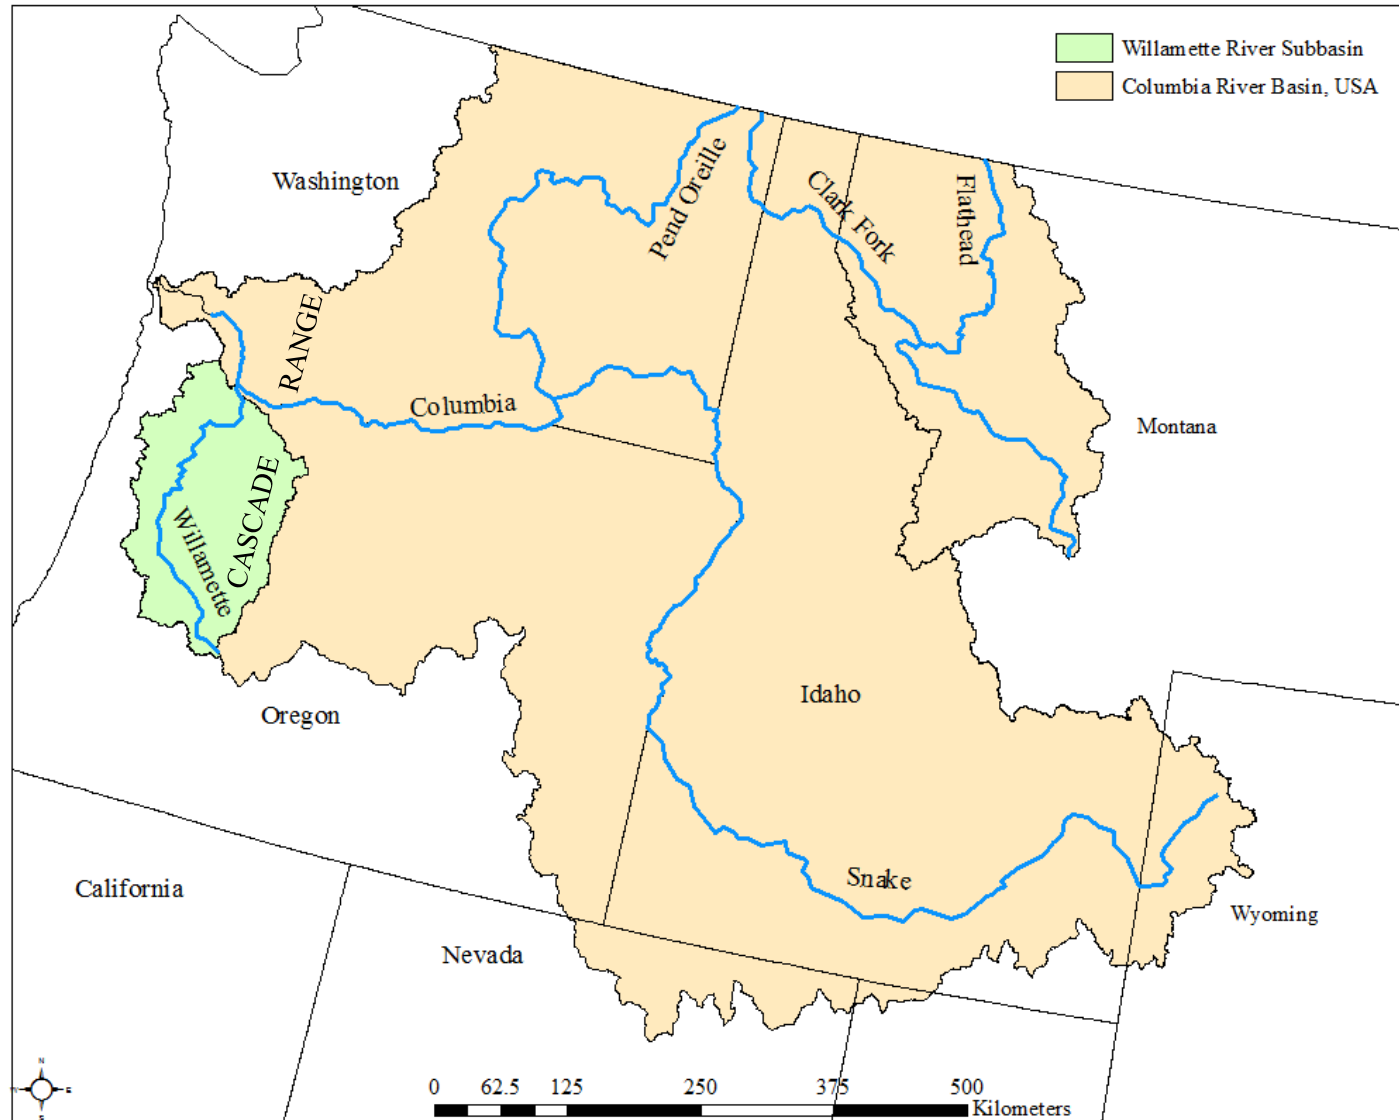 Willamette River Subbasin
Columbia River Basin, USA
Washington
Pend Oreille
Clark Fork
Flathead
RANGE
Columbia
Montana
CASCADE
Willamette
Idaho
Oregon
Snake
California
Wyoming
Nevada
N
E
S
0 62.5 125 250 375 500
Kilometers